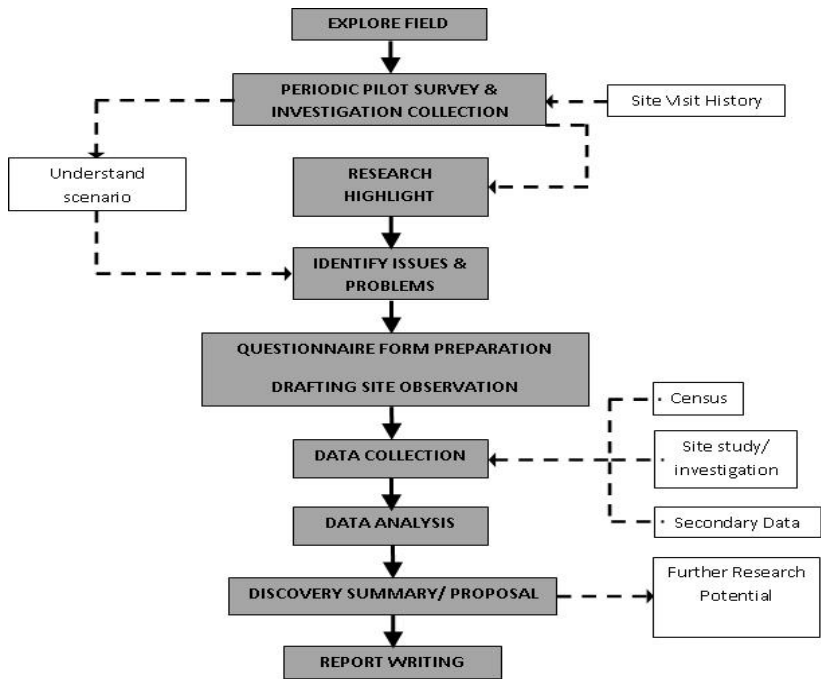 EXPLORE FIELD
PERIODIC PILOT SURVEY &
INVESTIGATION COLLECTION
Site Visit History
Understand
scenario
RESEARCH
HIGHLIGHT
IDENTIFY ISSUES &
PROBLEMS
QUESTIONNAIRE FORM PREPARATION
DRAFTING SITE OBSERVATION
Census
DATA COLLECTION
Site study/
investigation
DATA ANALYSIS
Secondary Data
DISCOVERY SUMMARY/ PROPOSAL
Further Research
Potential
REPORT WRITING